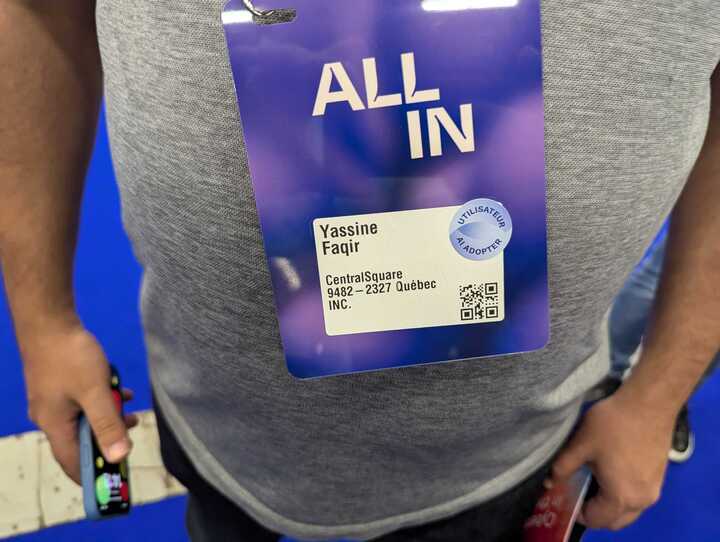 ALL
IN
Yassine
Faqir
UTILISATEUR
AI ADOPTER
CentralSquare
9482 – 2327 Québec
INC.